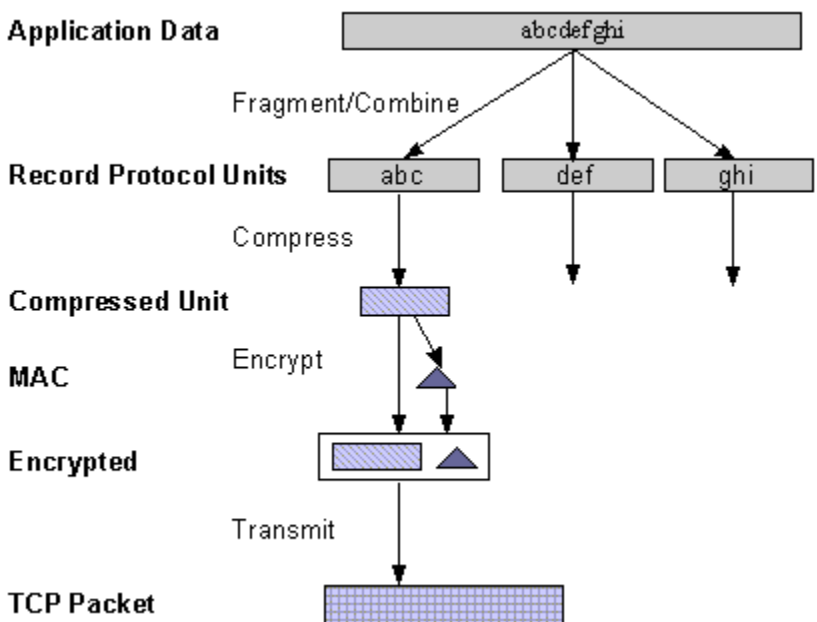 Application Data
abcdefghi
Fragment/Combine
Record Protocol Units
abc
def
ghi
Compress
Compressed Unit
Encrypt
MAC
Encrypted
Transmit
TCP Packet